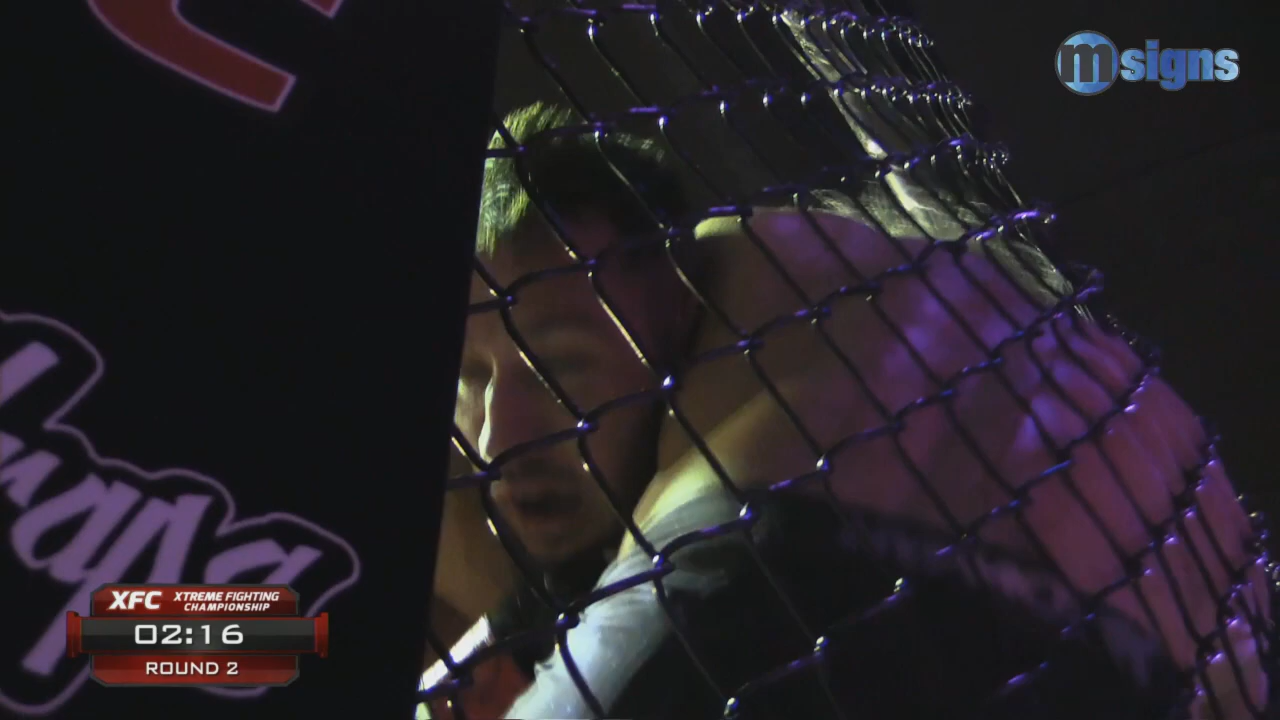 msigns
XFC XTREME FIGHTING
CHAMPIONSHIP
02:16
ROUND 2